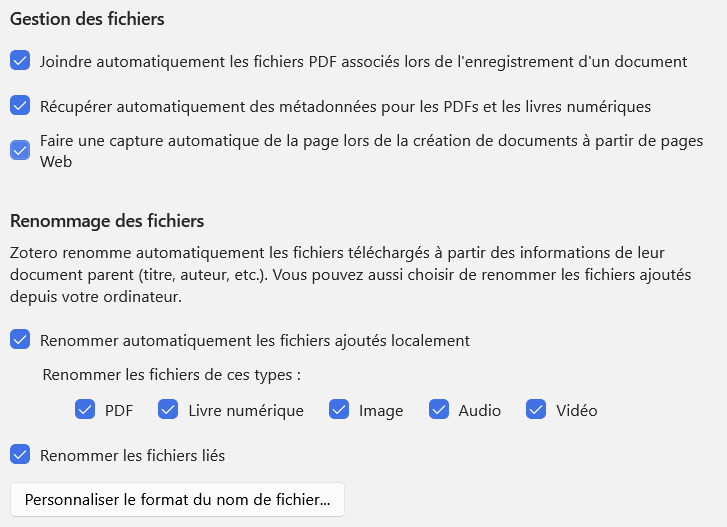 Gestion des fichiers
Joindre automatiquement les fichiers PDF associés lors de l'enregistrement d'un document
Récupérer automatiquement des métadonnées pour les PDFs et les livres numériques
Faire une capture automatique de la page lors de la création de documents à partir de pages
Web
Renommage des fichiers
Zotero renomme automatiquement les fichiers téléchargés à partir des informations de leur
document parent (titre, auteur, etc.). Vous pouvez aussi choisir de renommer les fichiers ajoutés
depuis votre ordinateur.
Renommer automatiquement les fichiers ajoutés localement
Renommer les fichiers de ces types :
PDF Livre numérique Image Audio Vidéo
Renommer les fichiers liés
Personnaliser le format du nom de fichier...